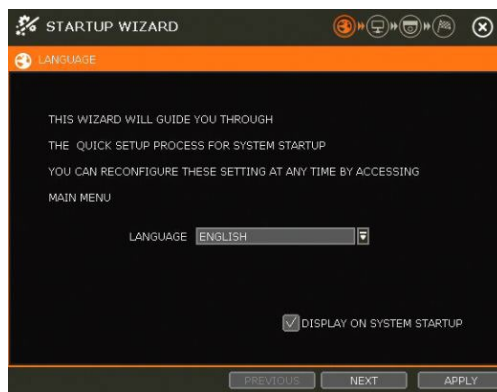 STARTUP WIZARD
LANGUAGE
THIS WIZARD WILL GUIDE YOU THROUGH
THE QUICK SETUP PROCESS FOR SYSTEM STARTUP
YOU CAN RECONFIGURE THESE SETTING AT ANY TIME BY ACCESSING
MAIN MENU
LANGUAGE ENGLISH
DISPLAY ON SYSTEM STARTUP
PREVIOUS NEXT APPLY